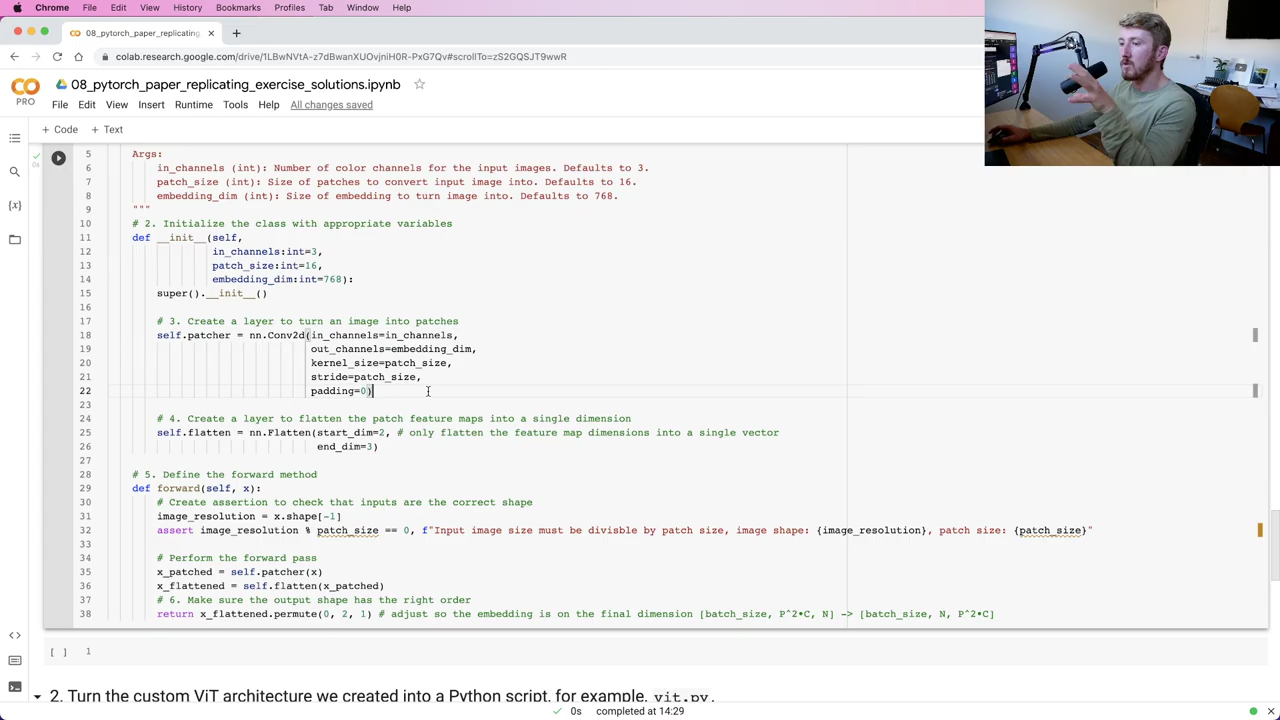 Chrome File Edit View History Bookmarks Profiles Tab Window Help
08_pytorch_paper_replicating_
colab.research.google.com/drive/1LBwNVtA-z7dBwanXUOvjniH0R-PxG7Qv#scrollTo=zS2GQSJT9wwR
PRO
08_pytorch_paper_replicating_exercise_solutions.ipynb
File Edit View Insert Runtime Tools Help All changes saved
+ Code + Text
0s
5 Args:
6 in_channels (int): Number of color channels for the input images. Defaults to 3.
7 patch_size (int): Size of patches to convert input image into. Defaults to 16.
8 embedding_dim (int): Size of embedding to turn image into. Defaults to 768.
9 """
10 # 2. Initialize the class with appropriate variables
11 def __init__(self,
12 in_channels:int=3,
13 patch_size:int=16,
14 embedding_dim:int=768):
15 super().__init__()
16
17 # 3. Create a layer to turn an image into patches
18 self.patcher = nn.Conv2d(in_channels=in_channels,
19 out_channels=embedding_dim,
20 kernel_size=patch_size,
21 stride=patch_size,
22 padding=0)
23
24 # 4. Create a layer to flatten the patch feature maps into a single dimension
25 self.flatten = nn.Flatten(start_dim=2, # only flatten the feature map dimensions into a single vector
26 end_dim=3)
27
28 # 5. Define the forward method
29 def forward(self, x):
30 # Create assertion to check that inputs are the correct shape
31 image_resolution = x.shape[-1]
32 assert image_resolution % patch_size == 0, f"Input image size must be divisble by patch size, image shape: {image_resolution}, patch size: {patch_size}"
33
34 # Perform the forward pass
35 x_patched = self.patcher(x)
36 x_flattened = self.flatten(x_patched)
37 # 6. Make sure the output shape has the right order
38 return x_flattened.permute(0, 2, 1) # adjust so the embedding is on the final dimension [batch_size, P^2•C, N] -> [batch_size, N, P^2•C]
[ ] 1
2. Turn the custom ViT architecture we created into a Python script, for example, vit.py.
0s completed at 14:29